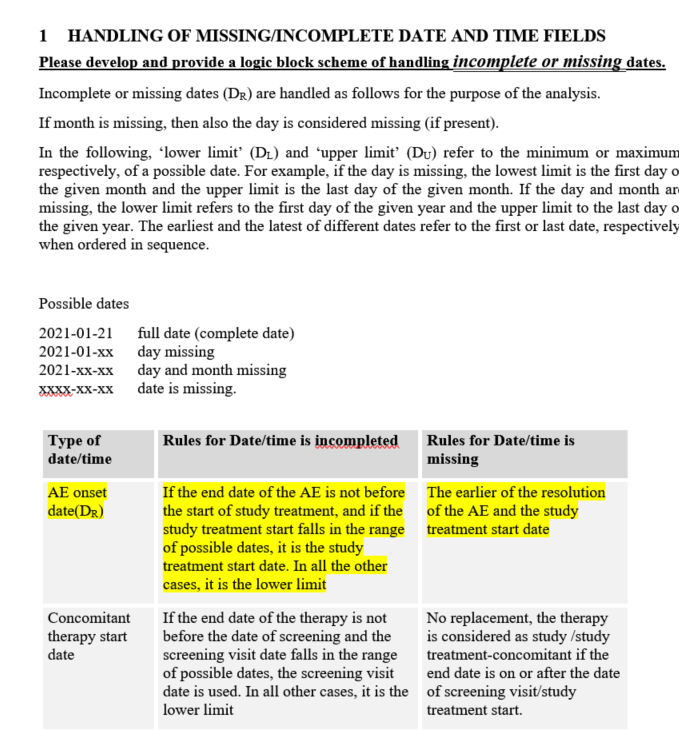 1 HANDLING OF MISSING/INCOMPLETE DATE AND TIME FIELDS
Please develop and provide a logic block scheme of handling incomplete or missing dates.
Incomplete or missing dates (DR) are handled as follows for the purpose of the analysis.
If month is missing, then also the day is considered missing (if present).
In the following, ‘lower limit’ (DL) and ‘upper limit’ (DU) refer to the minimum or maximum
respectively, of a possible date. For example, if the day is missing, the lowest limit is the first day o
the given month and the upper limit is the last day of the given month. If the day and month ar
missing, the lower limit refers to the first day of the given year and the upper limit to the last day o
the given year. The earliest and the latest of different dates refer to the first or last date, respectively
when ordered in sequence.
Possible dates
2021-01-21 full date (complete date)
2021-01-xx day missing
2021-xx-xx day and month missing
xxxx-xx-xx date is missing.
Type of
date/time
Rules for Date/time is incompleted
Rules for Date/time is
missing
AE onset
date(DR)
If the end date of the AE is not before
the start of study treatment, and if the
study treatment start falls in the range
of possible dates, it is the study
treatment start date. In all the other
cases, it is the lower limit
The earlier of the resolution
of the AE and the study
treatment start date
Concomitant
therapy start
date
If the end date of the therapy is not
before the date of screening and the
screening visit date falls in the range
of possible dates, the screening visit
date is used. In all other cases, it is the
lower limit
No replacement, the therapy
is considered as study /study
treatment-concomitant if the
end date is on or after the date
of screening visit/study
treatment start.